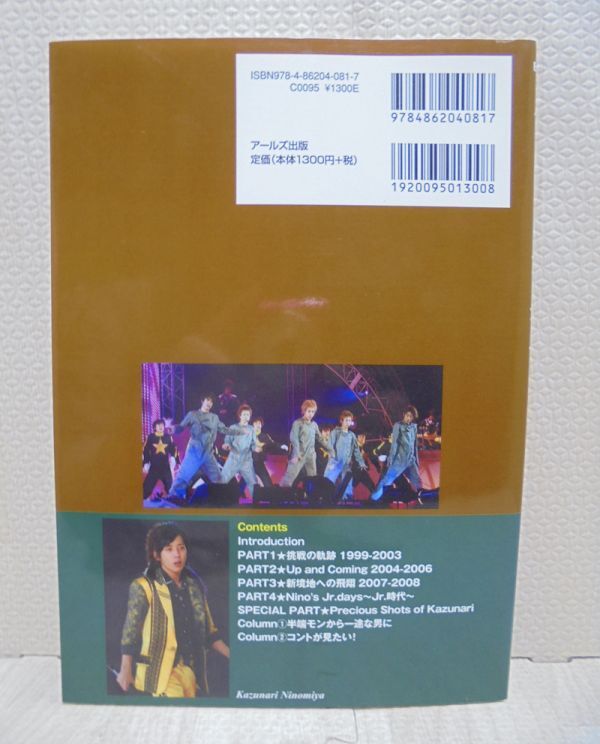 ISBN978-4-86204-081-7
C0095 ¥1300E
9784862040817
アールズ出版
定価(本体1300円+税)
1920095013008
Contents
Introduction
PART1★挑戦の軌跡 1999-2003
PART2★Up and Coming 2004-2006
PART3★新境地への飛翔 2007-2008
PART4★Nino's Jr.days〜Jr.時代〜
SPECIAL PART★Precious Shots of Kazunari
Column①半端モンから一途な男に
Column②コントが見たい!
Kazunari Ninomiya